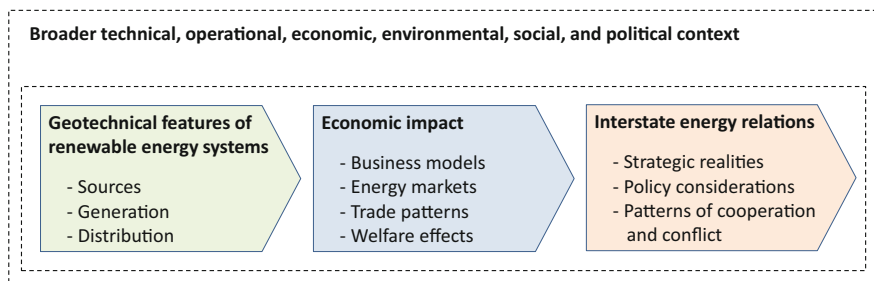 Broader technical, operational, economic, environmental, social, and political context
Geotechnical features of
renewable energy systems
- Sources
- Generation
- Distribution
Economic impact
- Business models
- Energy markets
- Trade patterns
- Welfare effects
Interstate energy relations
- Strategic realities
- Policy considerations
- Patterns of cooperation
and conflict